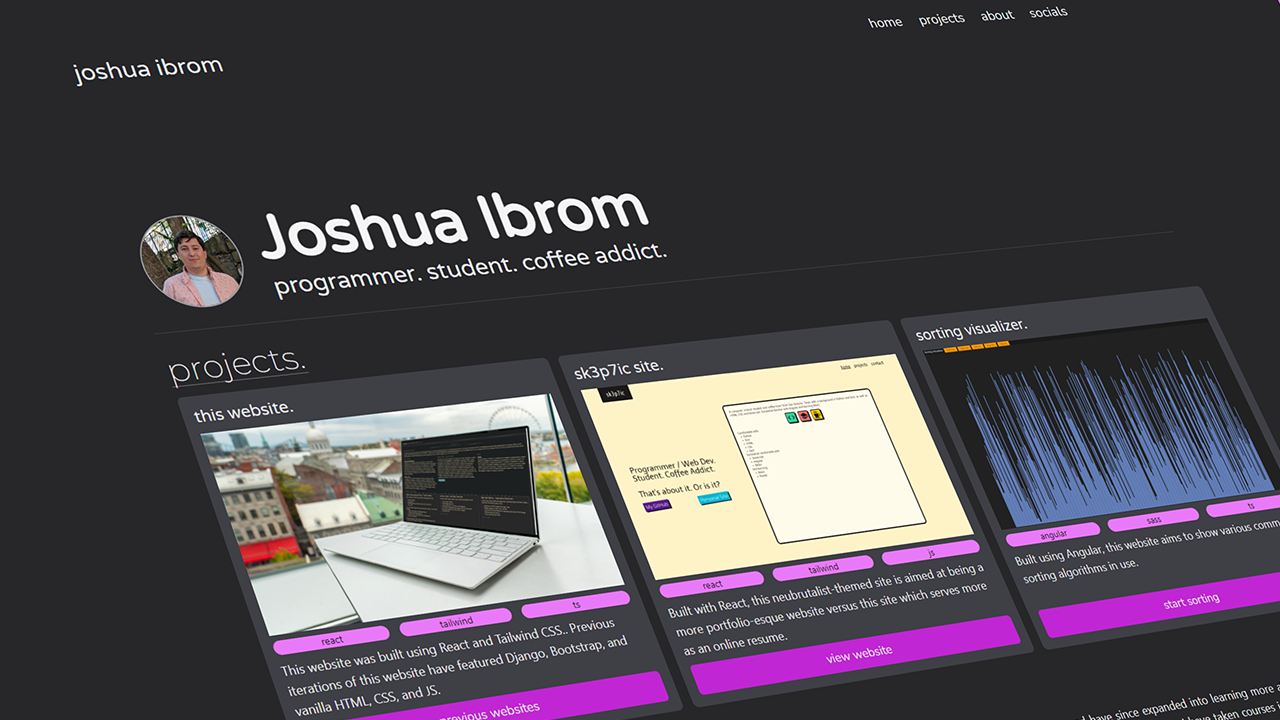 home projects about socials
joshua ibrom
Joshua Ibrom
programmer. student. coffee addict.
projects.
this website.
react tailwind ts
This website was built using React and Tailwind CSS.. Previous
iterations of this website have featured Django, Bootstrap, and
vanilla HTML, CSS, and JS.
previous websites
sk3p7ic site.
sk3p7ic
home projects contact
Programmer / Web Dev.
Student. Coffee Addict.
That's about it. Or is it?
My GitHub Personal Site
react tailwind js
Built with React, this neubrutalist-themed site is aimed at being a
more portfolio-esque website versus this site which serves more
as an online resume.
view website
sorting visualizer.
angular sass ts
Built using Angular, this website aims to show various
sorting algorithms in use.
start sorting
have since expanded into learning more
have taken courses